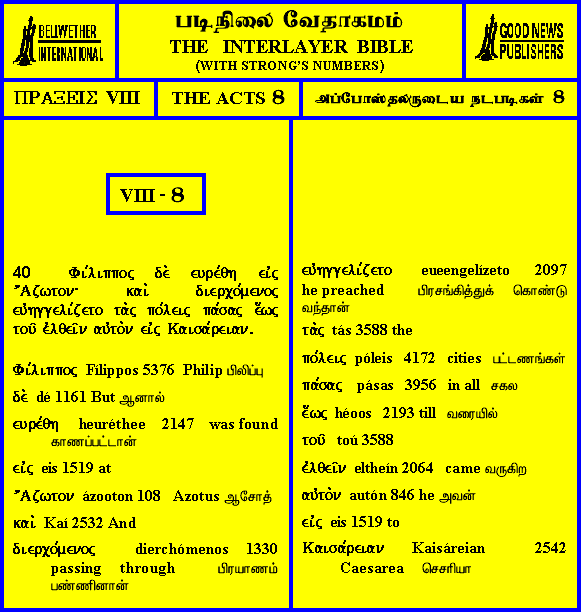 BELLWETHER
INTERNATIONAL
படிநிலை வேதாகமம்
THE INTERLAYER BIBLE
(WITH STRONG'S NUMBERS)
GOOD NEWS
PUBLISHERS
ΠΡΑΞΕΙΣ VIII
THE ACTS 8
அப்போஸ்தலருடைய நடபடிகள் 8
VIII - 8
40 Φίλιππος δὲ ευρέθη εἰς
Ἄζωτον· καὶ διερχόμενος
εὐηγγελίζετο τὰς πόλεις πάσας ἕως
τοῦ ἐλθεῖν αὐτὸν εἰς Καισάρειαν.
Φίλιππος Filippos 5376 Philip பிலிப்பு
δὲ dé 1161 But ஆனால்
ευρέθη heuréthee 2147 was found
காணப்பட்டான்
εἰς eis 1519 at
Ἄζωτον ázooton 108 Azotus ஆசோத்
καὶ Kaí 2532 And
διερχόμενος dierchómenos 1330
passing through பிரயாணம்
பண்ணினான்
εὐηγγελίζετο eueengelízeto 2097
he preached பிரசங்கித்துக் கொண்டு
வந்தான்
τὰς tás 3588 the
πόλεις póleis 4172 cities பட்டணங்கள்
πάσας pásas 3956 in all சகல
ἕως héoos 2193 till வரையில்
τοῦ toú 3588
ἐλθεῖν eltheín 2064 came வருகிற
αὐτὸν autón 846 he அவன்
εἰς eis 1519 to
Καισάρειαν Kaisáreian 2542
Caesarea செசரியா